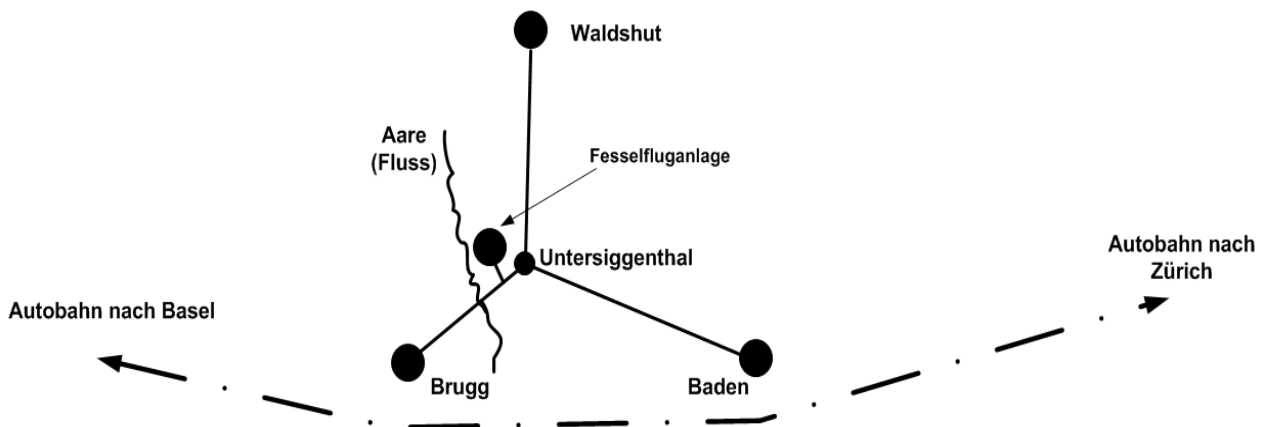 Waldshut
Aare
(Fluss)
Fesselfluganlage
Untersiggenthal
Autobahn nach
Zürich
Autobahn nach Basel
Brugg
Baden